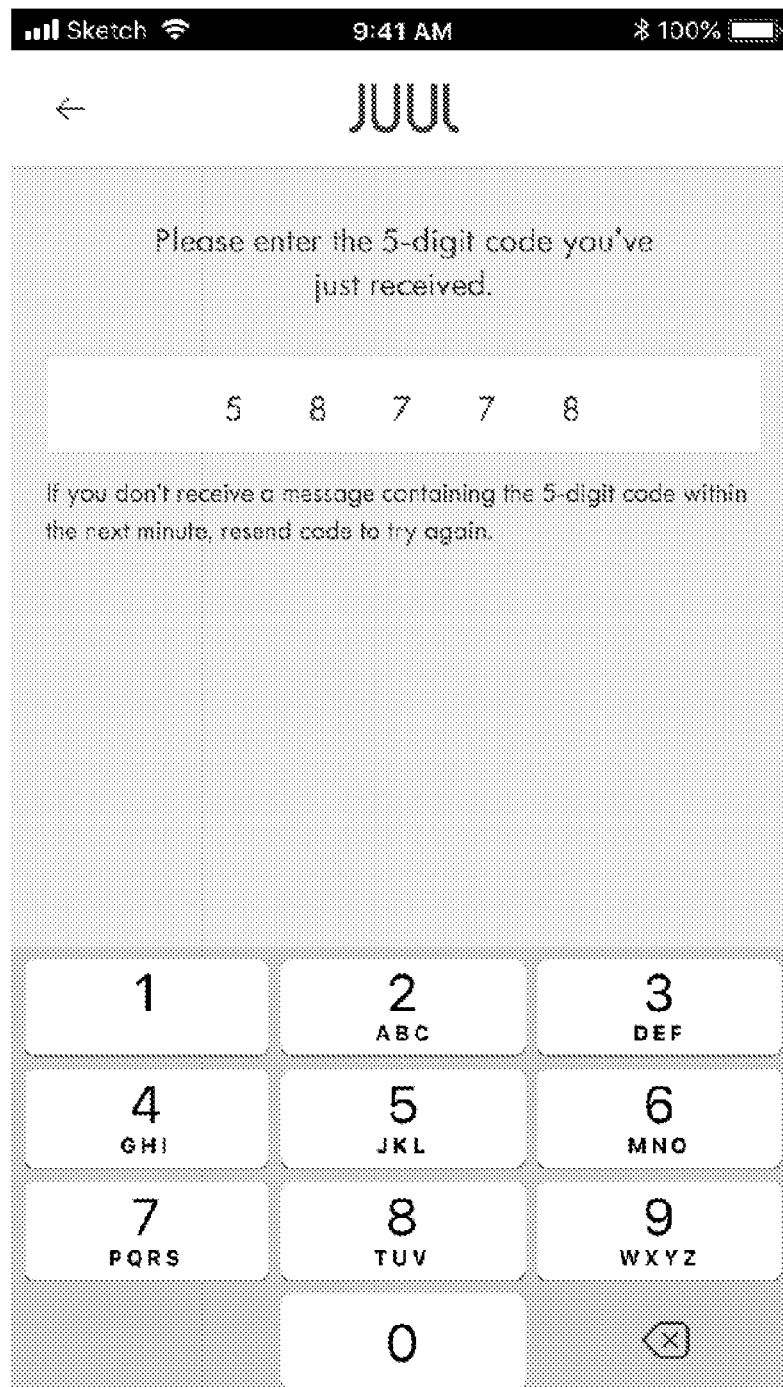 Sketch 9:41 AM 100%
JUUL
Please enter the 5-digit code you've
just received.
5 8 7 7 8
If you don't receive a message containing the 5-digit code within
the next minute, resend code to try again.
1 2 3
ABC DEF
4 5 6
GHI JKL MNO
7 8 9
PQRS TUV WXYZ
0